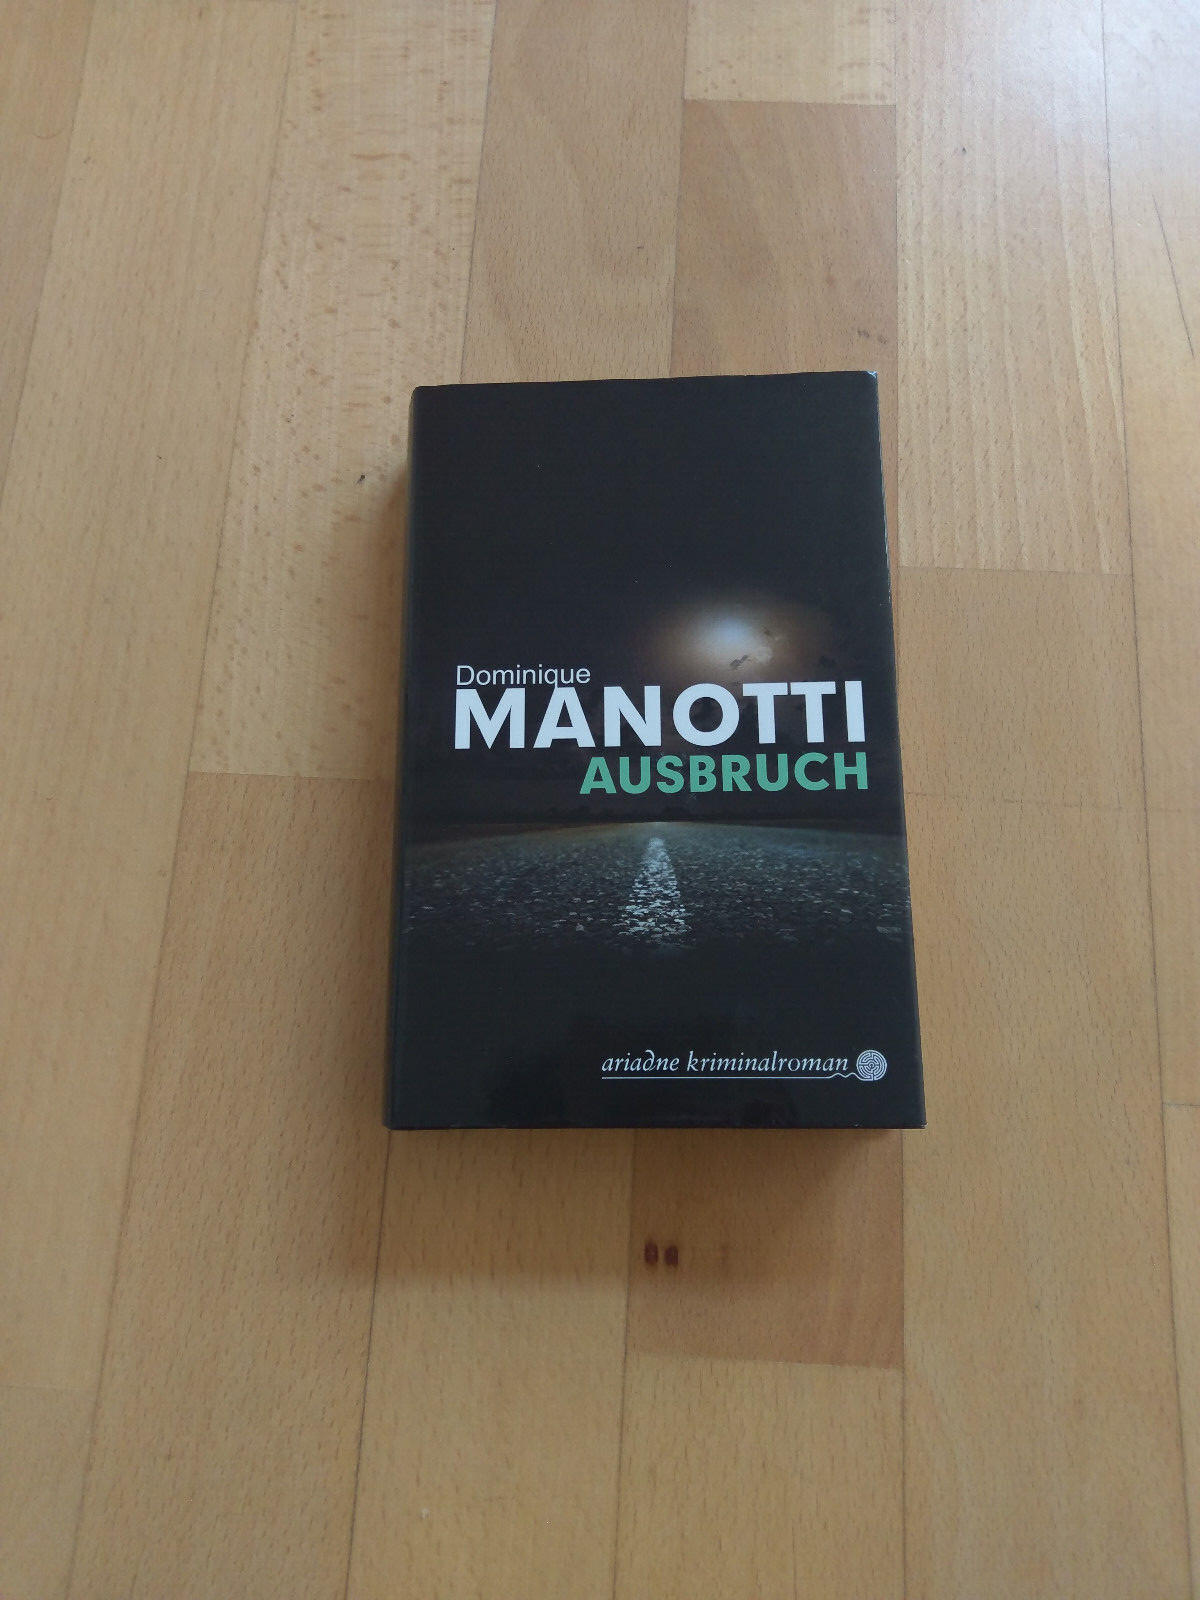 Dominique
MANOTTI
AUSBRUCH
ariadne kriminalroman